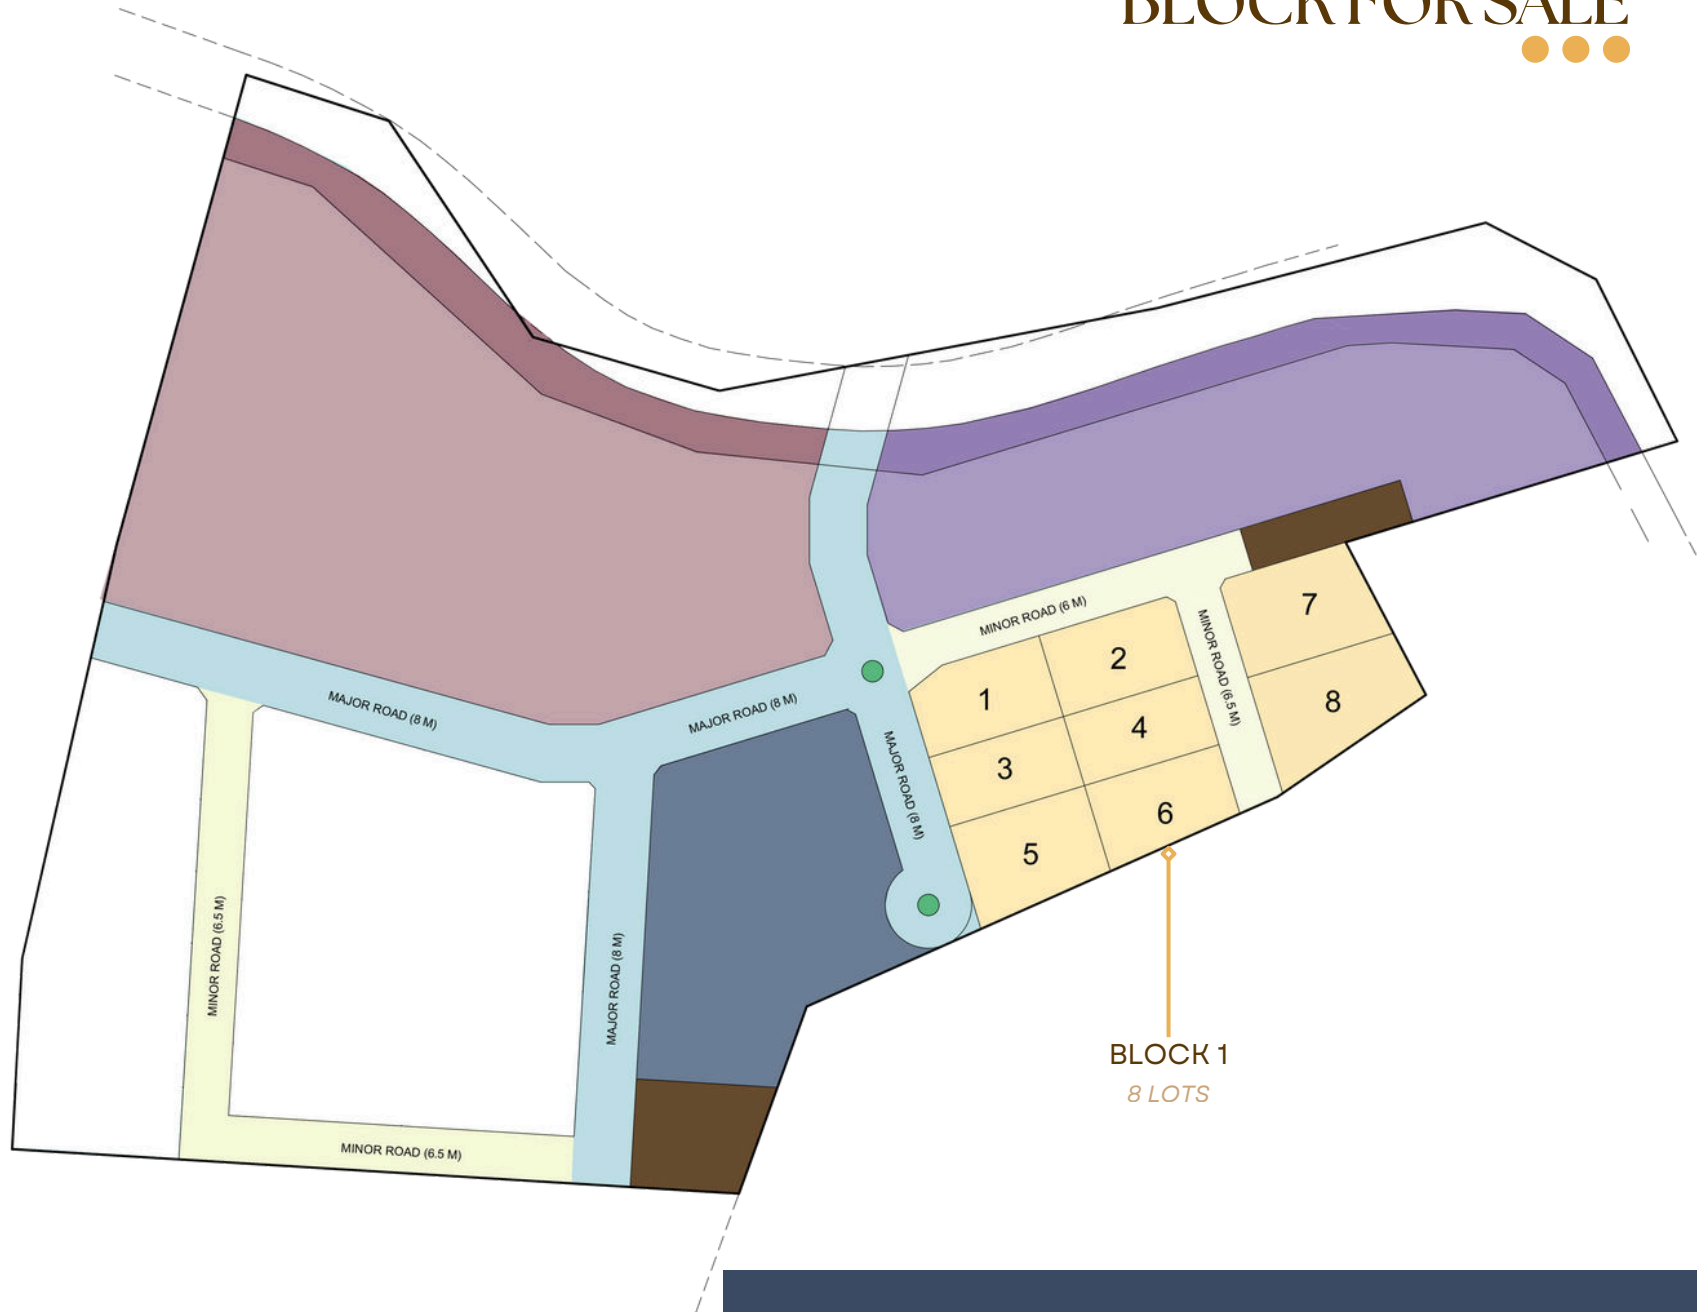 BLOCK FOR SALE
MINOR ROAD (6 M)
7
2
1
MINOR ROAD (6.5 M)
8
MAJOR ROAD (8 M)
MAJOR ROAD (8 M)
4
3
MAJOR ROAD (8 M)
6
5
MINOR ROAD (6.5 M)
MAJOR ROAD (8 M)
BLOCK 1
8 LOTS
MINOR ROAD (6.5 M)